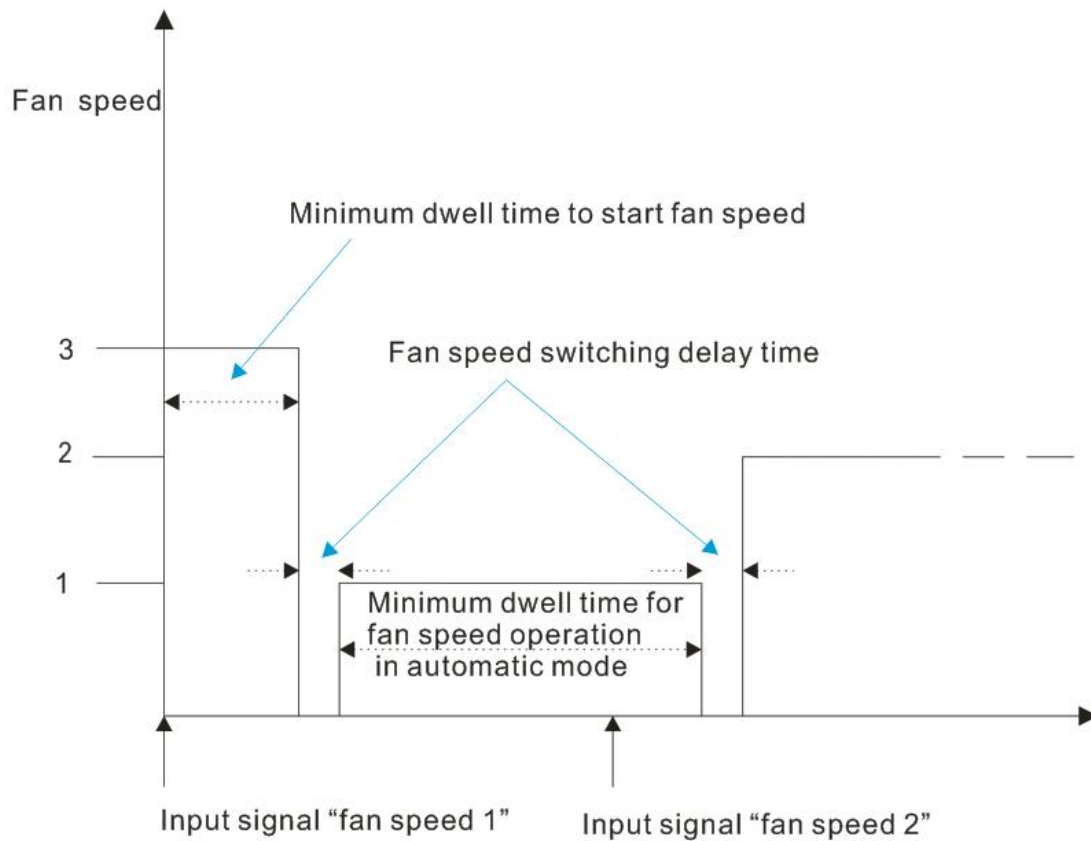 Fan speed
Minimum dwell time to start fan speed
3
Fan speed switching delay time
2
1
Minimum dwell time for
fan speed operation
in automatic mode
Input signal “fan speed 1”
Input signal “fan speed 2”